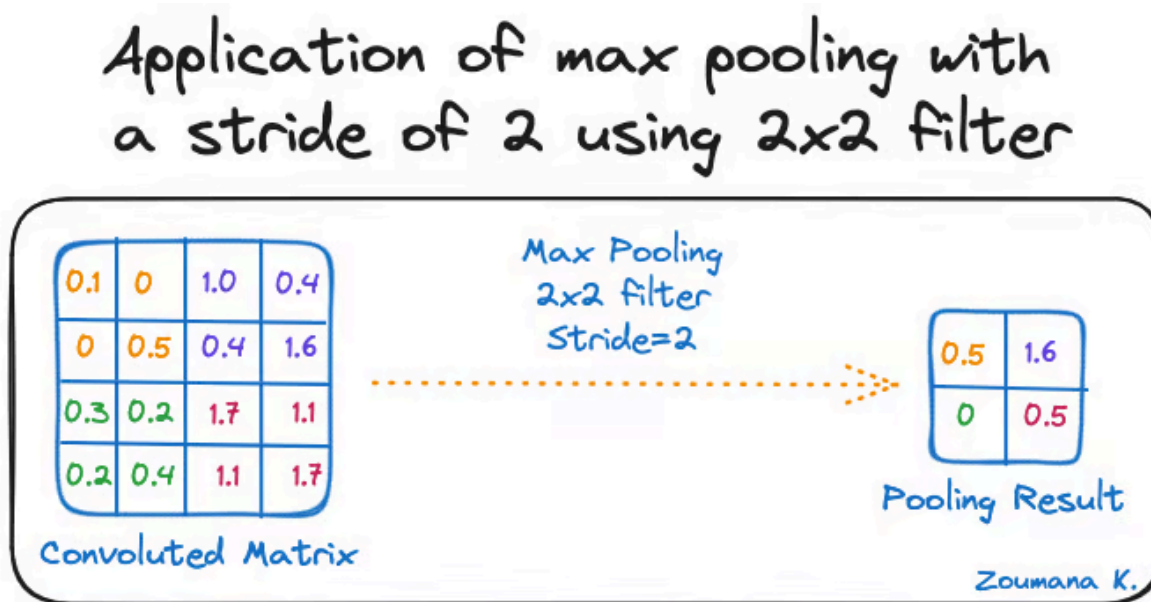 Application of max pooling with
a stride of 2 using 2x2 filter
Max Pooling
2x2 filter
Stride=2
0.1 0 1.0 0.4
0 0.5 0.4 1.6
0.3 0.2 1.7 1.1
0.2 0.4 1.1 1.7
Convoluted Matrix
0.5 1.6
0 0.5
Pooling Result
Zoumana K.